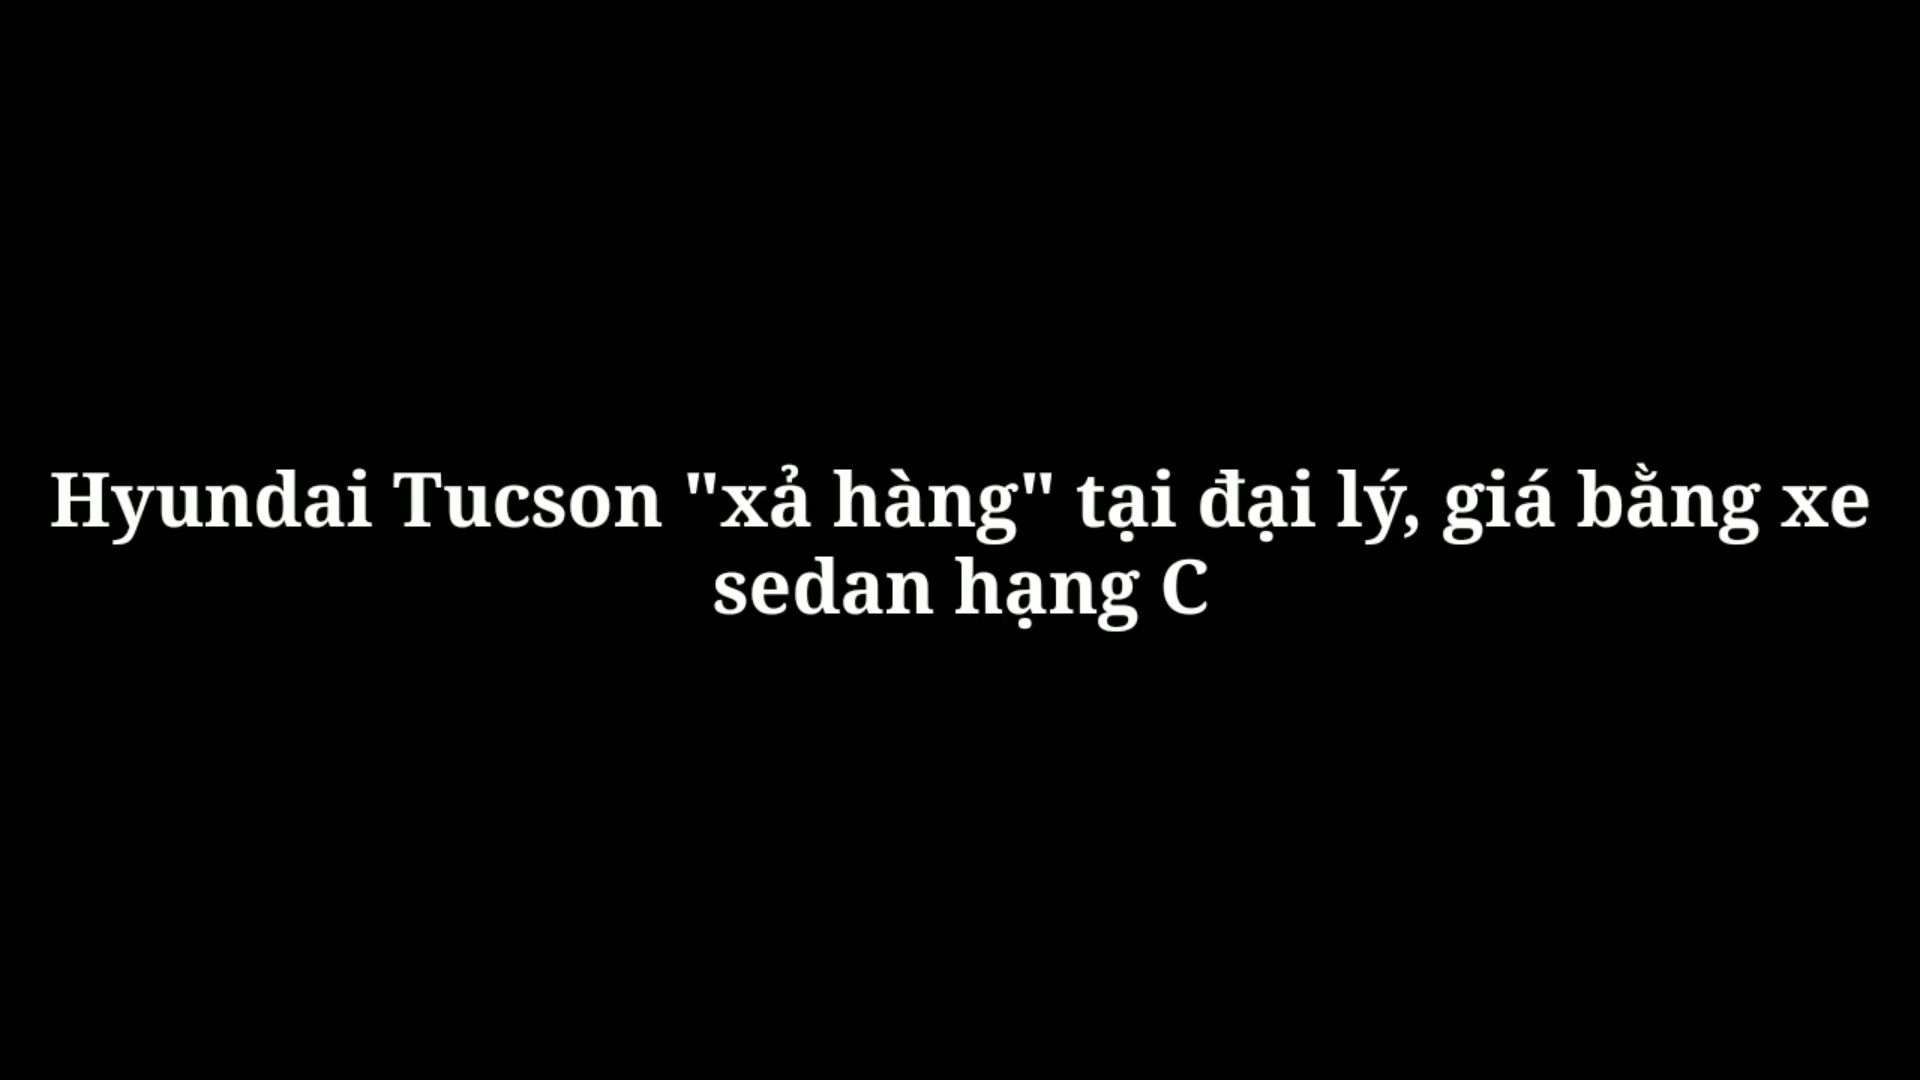 Hyundai Tucson "xả hàng" tại đại lý, giá bằng xe
sedan hạng C